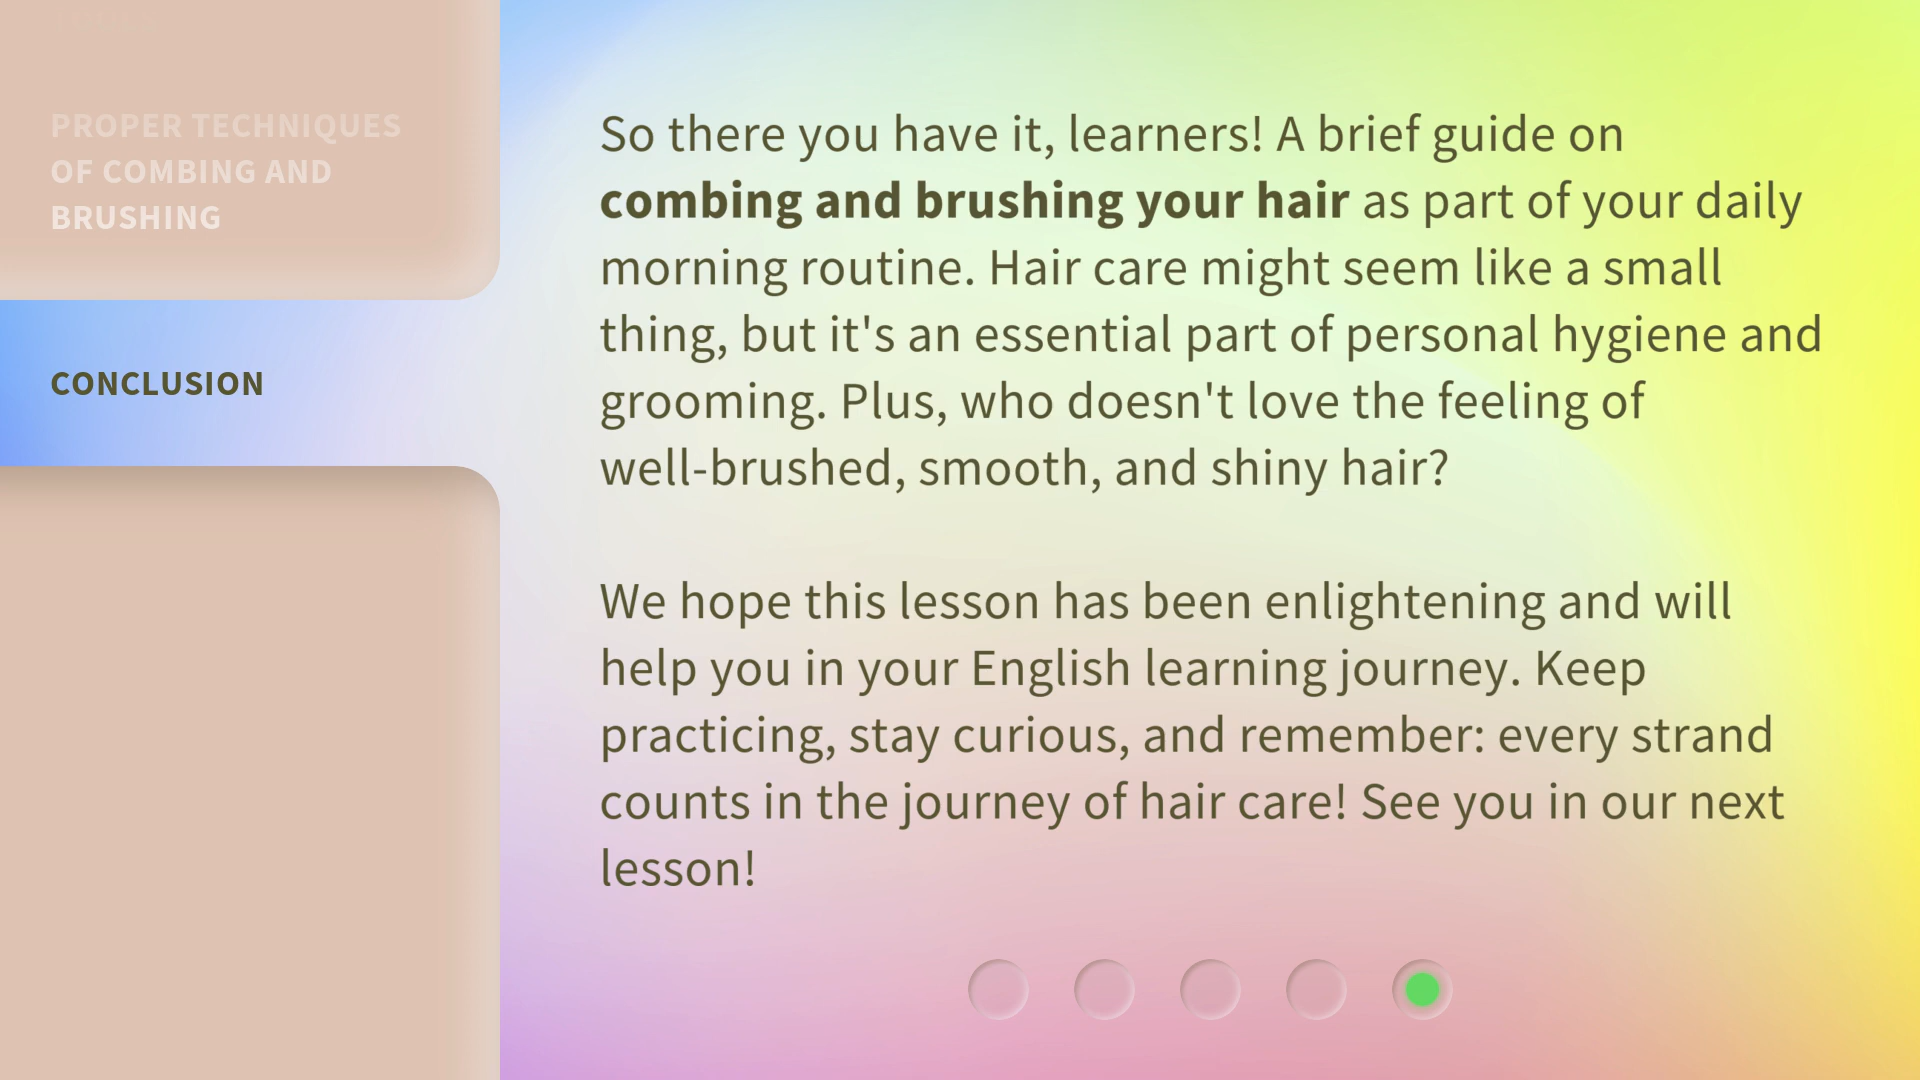 PROPER TECHNIQUES
OF COMBING AND
BRUSHING
CONCLUSION
So there you have it, learners! A brief guide on
combing and brushing your hair as part of your daily
morning routine. Hair care might seem like a small
thing, but it's an essential part of personal hygiene and
grooming. Plus, who doesn't love the feeling of
well-brushed, smooth, and shiny hair?
We hope this lesson has been enlightening and will
help you in your English learning journey. Keep
practicing, stay curious, and remember: every strand
counts in the journey of hair care! See you in our next
lesson!